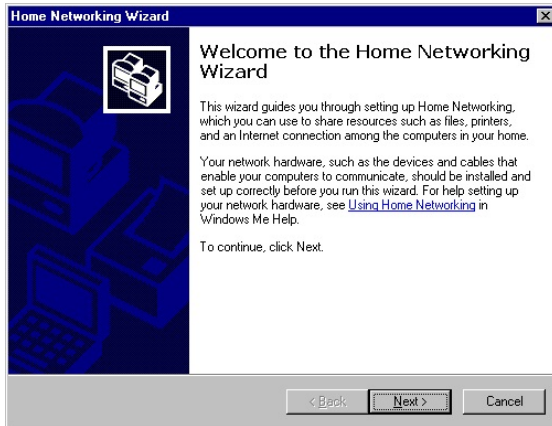 Home Networking Wizard
Welcome to the Home Networking
Wizard
This wizard guides you through setting up Home Networking,
which you can use to share resources such as files, printers,
and an Internet connection among the computers in your home.
Your network hardware, such as the devices and cables that
enable your computers to communicate, should be installed and
set up correctly before you run this wizard. For help setting up
your network hardware, see Using Home Networking in
Windows Me Help.
To continue, click Next.
< Back Next > Cancel